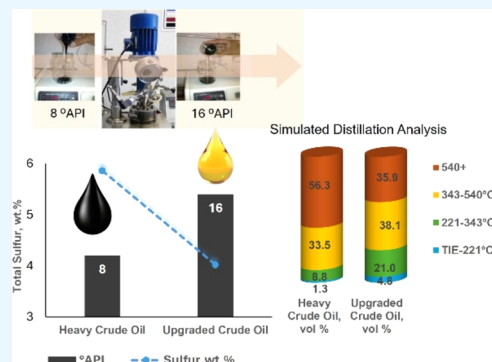 8 ºAPI
16 ºAPI
Simulated Distillation Analysis
Total Sulfur, wt.%
6
5
4
3
8
16
Heavy Crude Oil
Upgraded Crude Oil
ºAPI
Sulfur wt.%
56.3
33.5
8.8
1.3
35.9
38.1
21.0
4.8
Heavy
Crude Oil,
vol %
Upgraded
Crude Oil,
vol %
540+
343-540°C
221-343°C
TIE-221°C